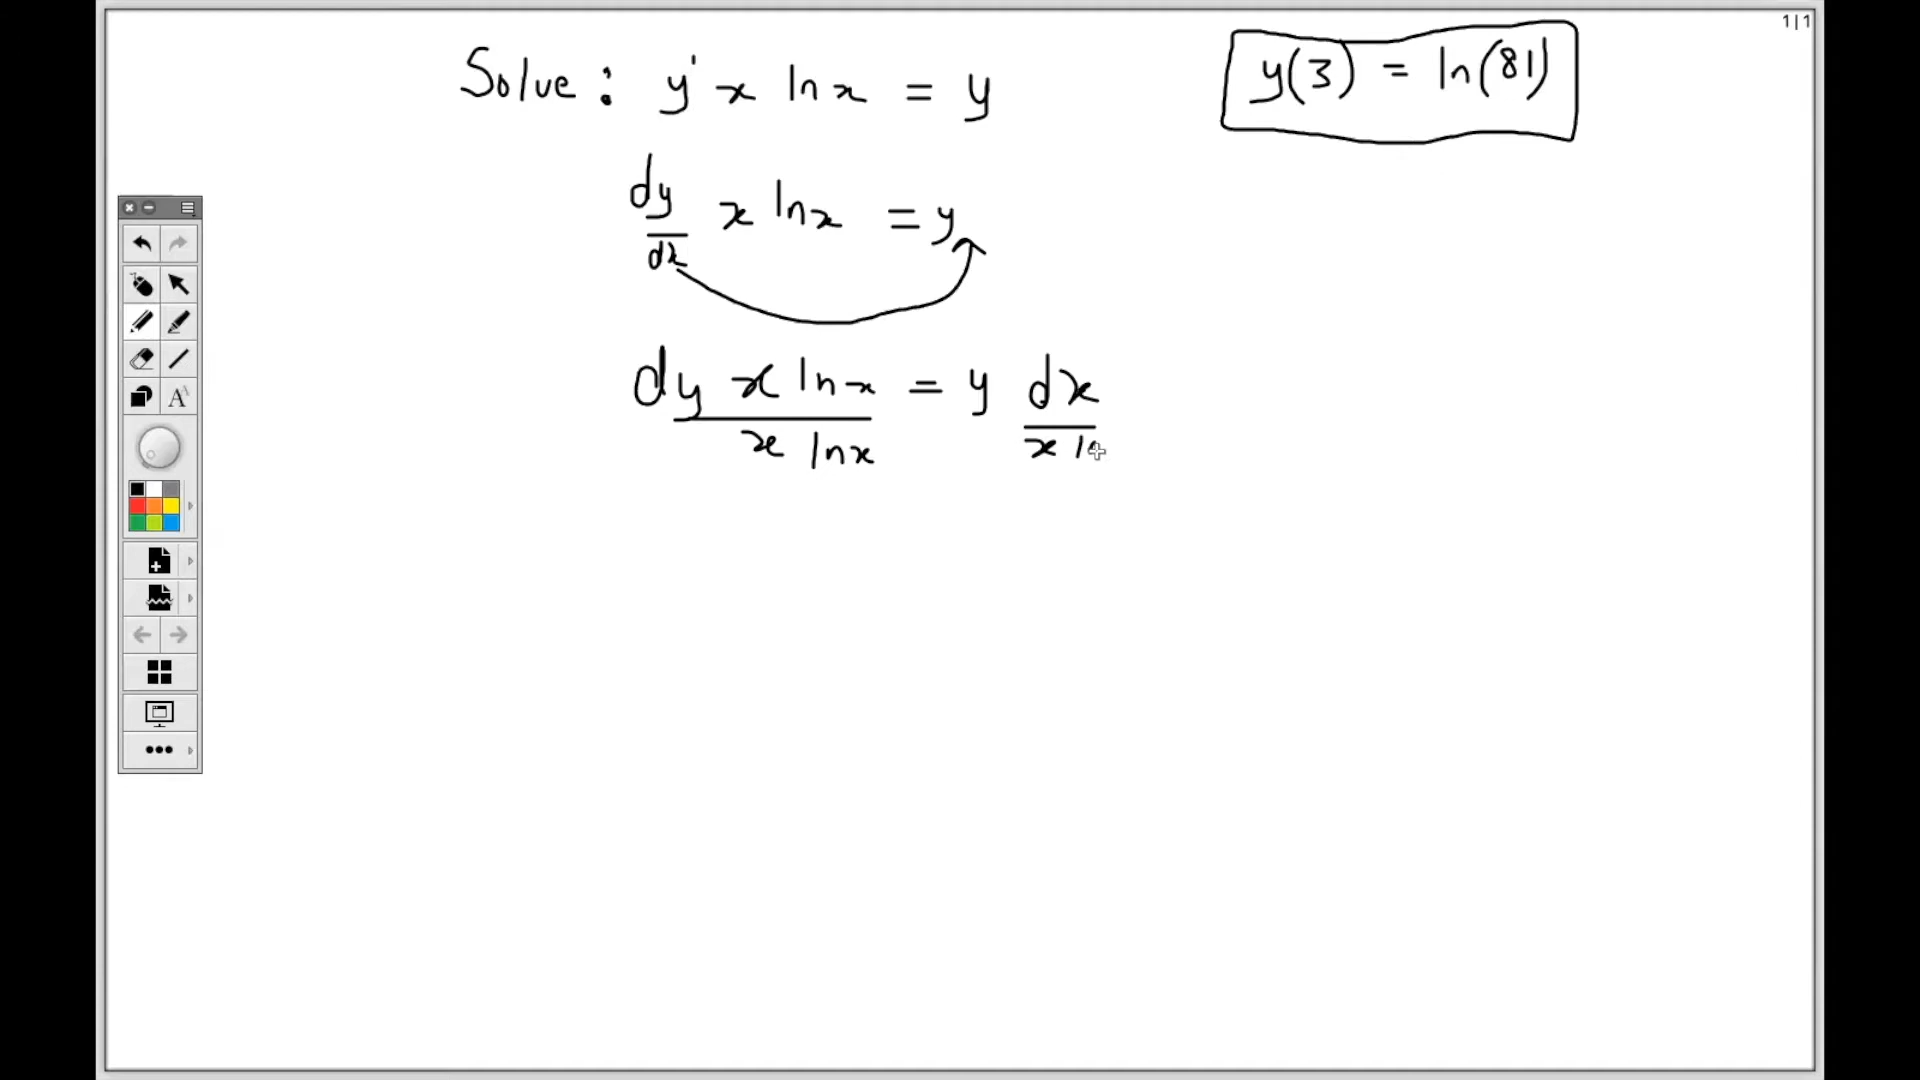 Solve : y' x ln x = y
y(3) = ln(81)
1|1
dy/dx x ln x = y
dy x ln x / x ln x = y dx / x l
A